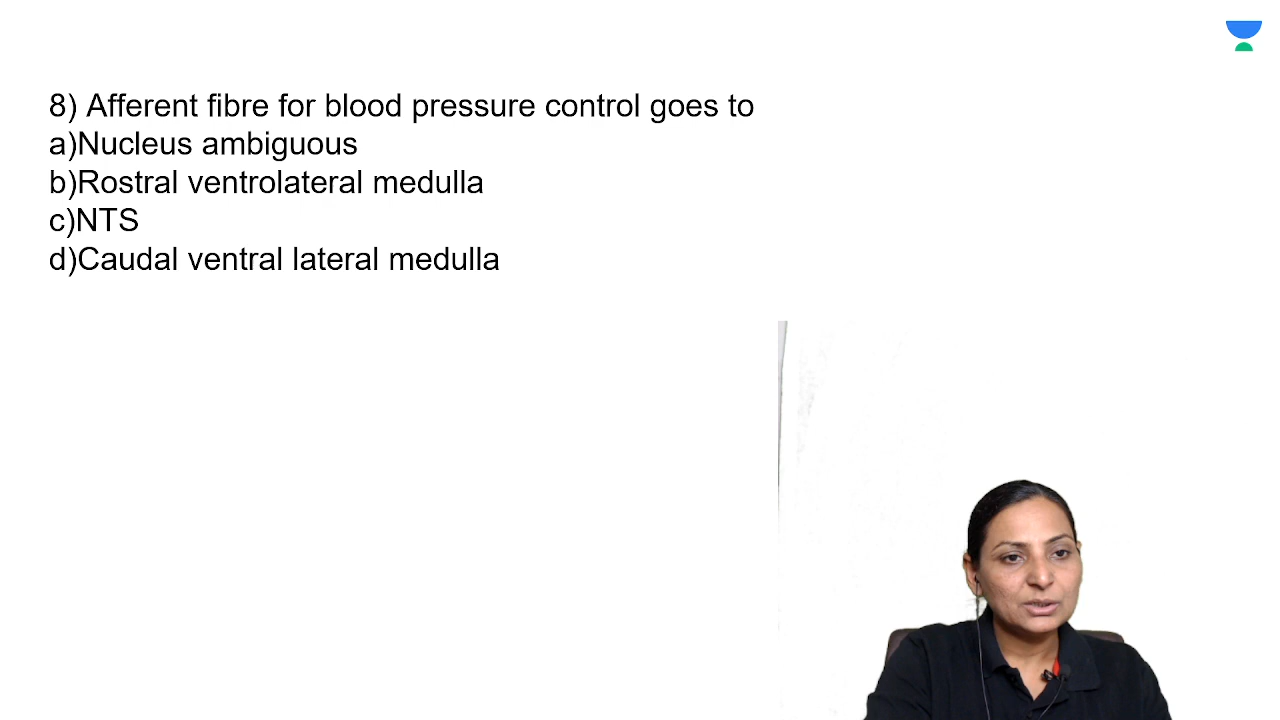 8) Afferent fibre for blood pressure control goes to
a)Nucleus ambiguous
b)Rostral ventrolateral medulla
c)NTS
d)Caudal ventral lateral medulla